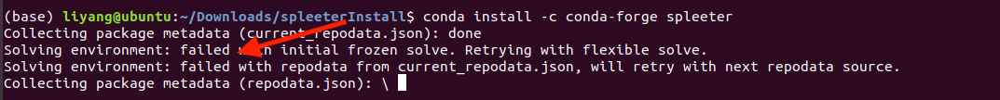 (base) liyang@ubuntu:~/Downloads/spleeterInstall$ conda install -c conda-forge spleeter
Collecting package metadata (current_repodata.json): done
Solving environment: failed with initial frozen solve. Retrying with flexible solve.
Solving environment: failed with repodata from current_repodata.json, will retry with next repodata source.
Collecting package metadata (repodata.json): \